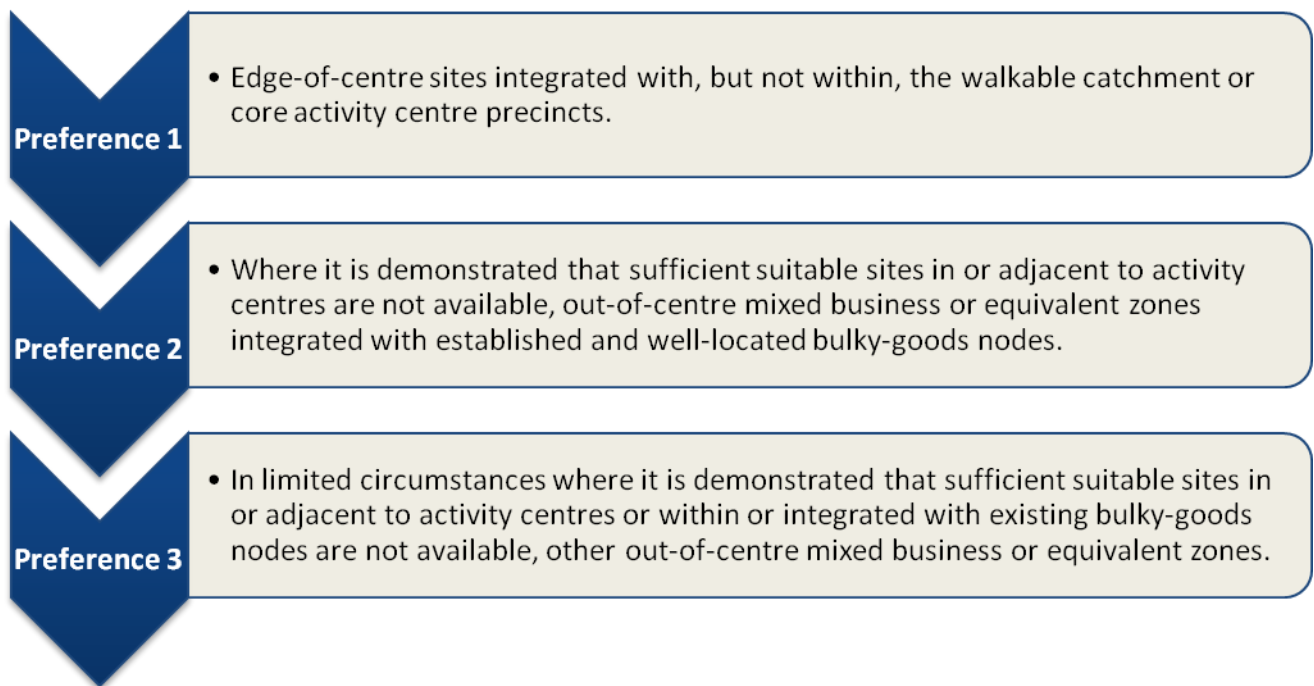 Preference 1
• Edge-of-centre sites integrated with, but not within, the walkable catchment or
core activity centre precincts.
Preference 2
• Where it is demonstrated that sufficient suitable sites in or adjacent to activity
centres are not available, out-of-centre mixed business or equivalent zones
integrated with established and well-located bulky-goods nodes.
Preference 3
• In limited circumstances where it is demonstrated that sufficient suitable sites in
or adjacent to activity centres or within or integrated with existing bulky-goods
nodes are not available, other out-of-centre mixed business or equivalent zones.